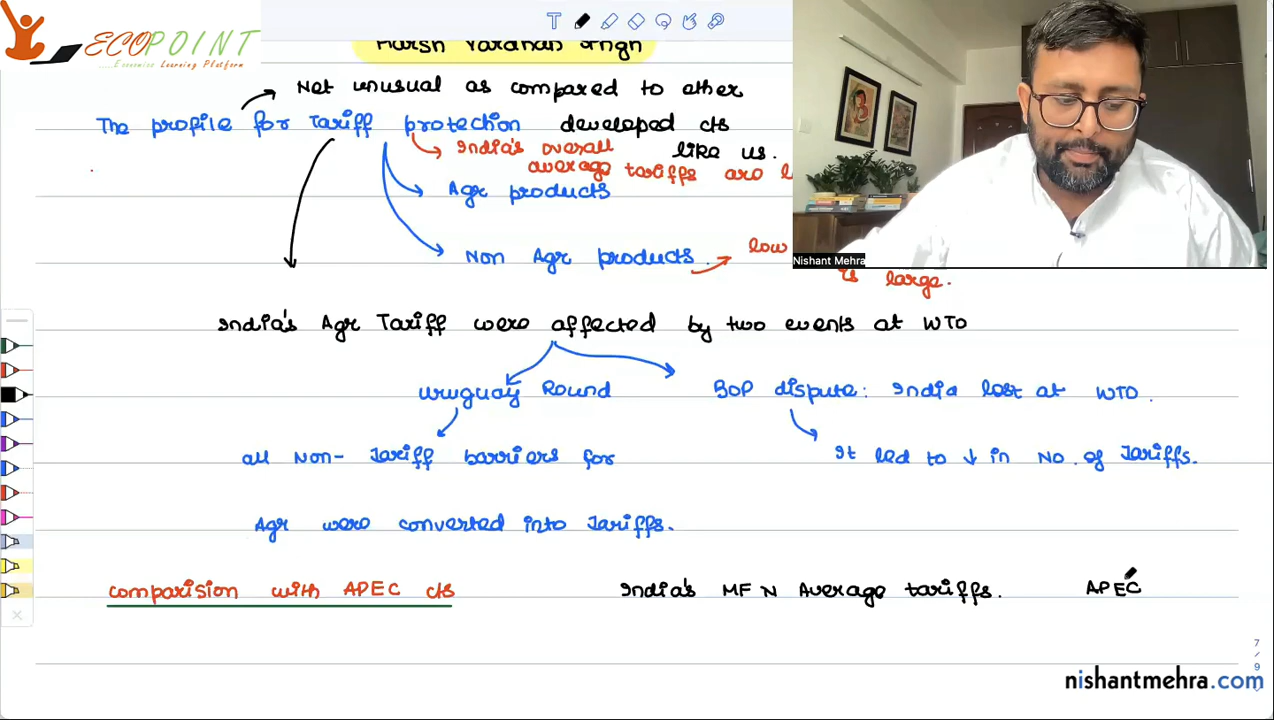 ECOPOINT
Economics Learning Platform
Harsh Vardhan Singh
Not unusual as compared to other
The profile for Tariff protection developed cts
like us.
India's overall
average tariffs are
Agr products
Non Agr products.
low
is large.
India's Agr Tariff were affected by two events at WTO
Uruguay Round
BOP dispute: India lost at WTO.
all Non-Tariff barriers for
It led to ↓ in No. of Tariffs.
Agr were converted into Tariffs.
comparision with APEC cts
India's MFN Average tariffs.
APEC
Nishant Mehra
7
/
9
nishantmehra.com